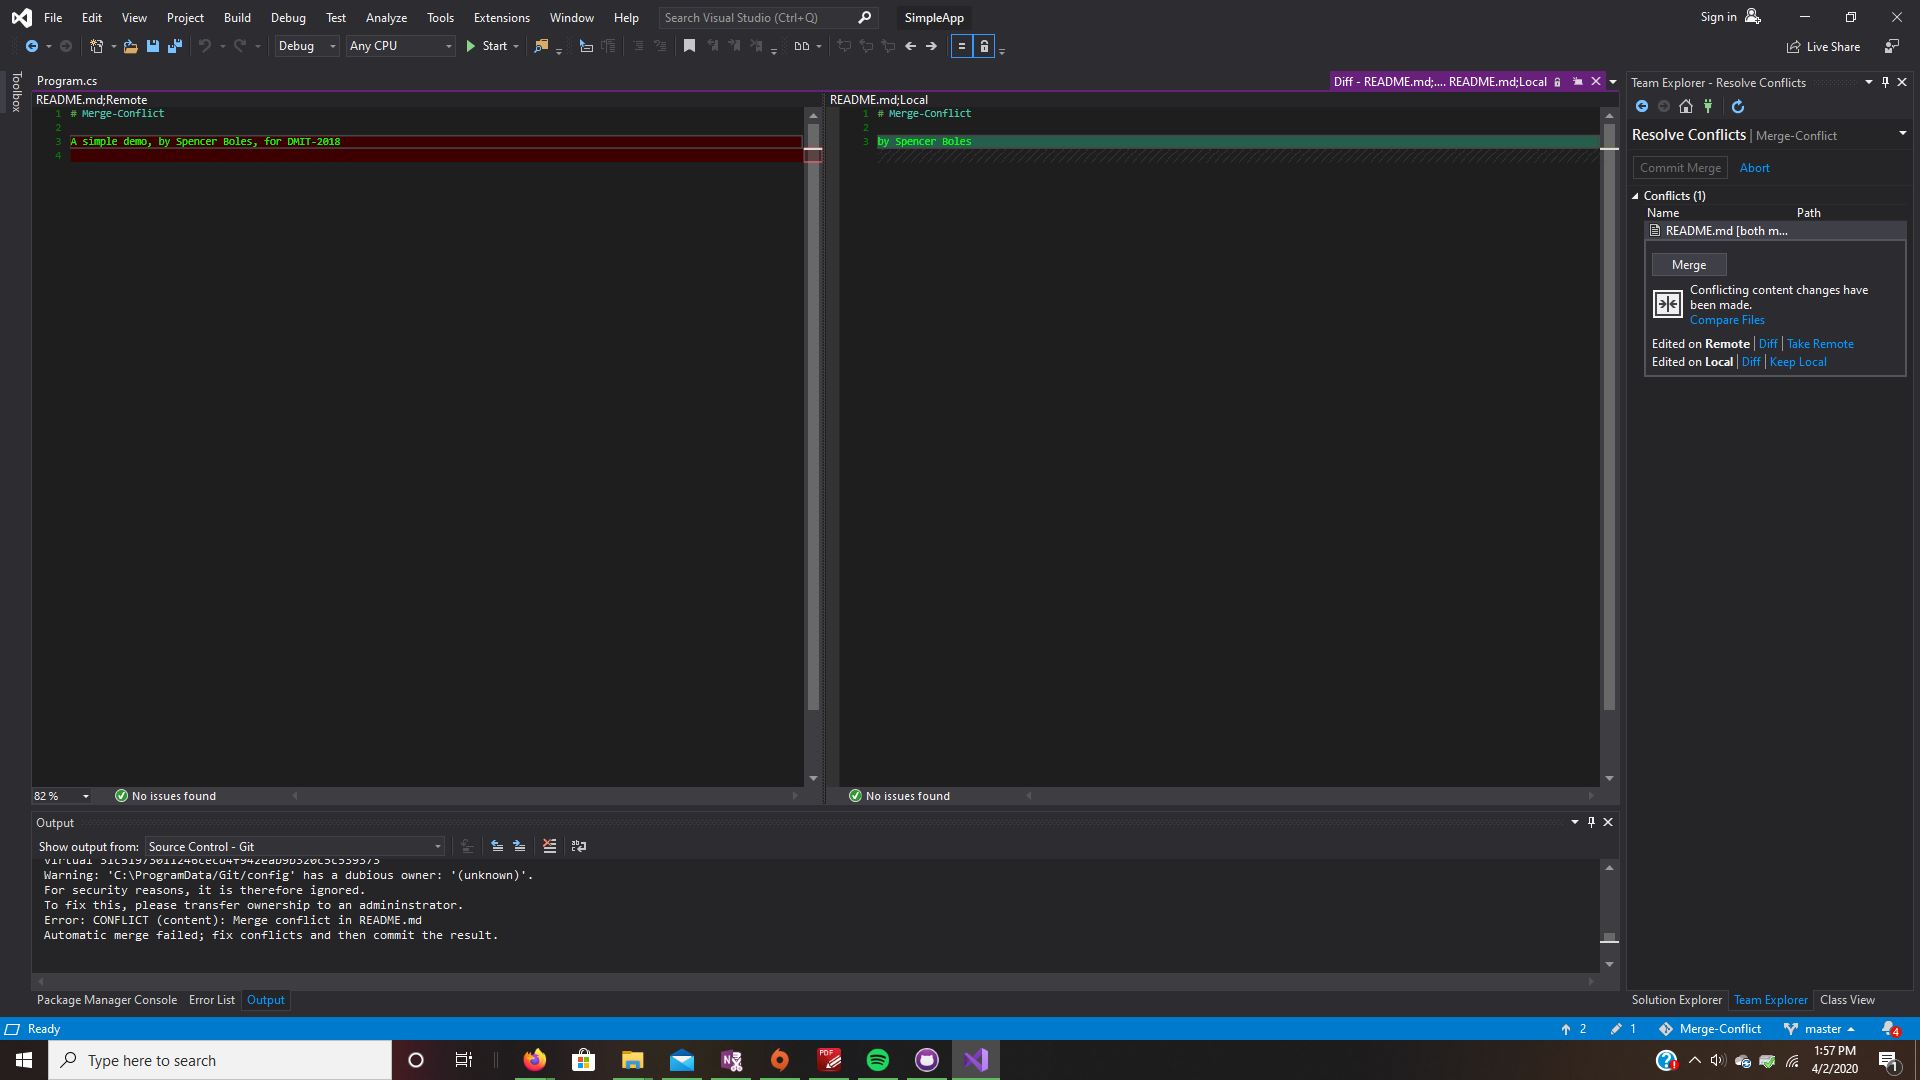 File Edit View Project Build Debug Test Analyze Tools Extensions Window Help Search Visual Studio (Ctrl+Q) SimpleApp Sign in
Debug Any CPU Start Live Share
Toolbox
Program.cs Diff - README.md;.... README.md;Local
README.md;Remote
1 # Merge-Conflict
2
3 A simple demo, by Spencer Boles, for DMIT-2018
4
README.md;Local
1 # Merge-Conflict
2
3 by Spencer Boles
82 % No issues found
No issues found
Team Explorer - Resolve Conflicts
Resolve Conflicts | Merge-Conflict
Commit Merge Abort
Conflicts (1)
Name Path
README.md [both m...
Merge
Conflicting content changes have
been made.
Compare Files
Edited on Remote | Diff | Take Remote
Edited on Local | Diff | Keep Local
Output
Show output from: Source Control - Git
Warning: 'C:\ProgramData/Git/config' has a dubious owner: '(unknown)'.
For security reasons, it is therefore ignored.
To fix this, please transfer ownership to an admininstrator.
Error: CONFLICT (content): Merge conflict in README.md
Automatic merge failed; fix conflicts and then commit the result.
Package Manager Console Error List Output
Solution Explorer Team Explorer Class View
Ready 2 1 Merge-Conflict master 4
Type here to search
PDF
1:57 PM
4/2/2020
1